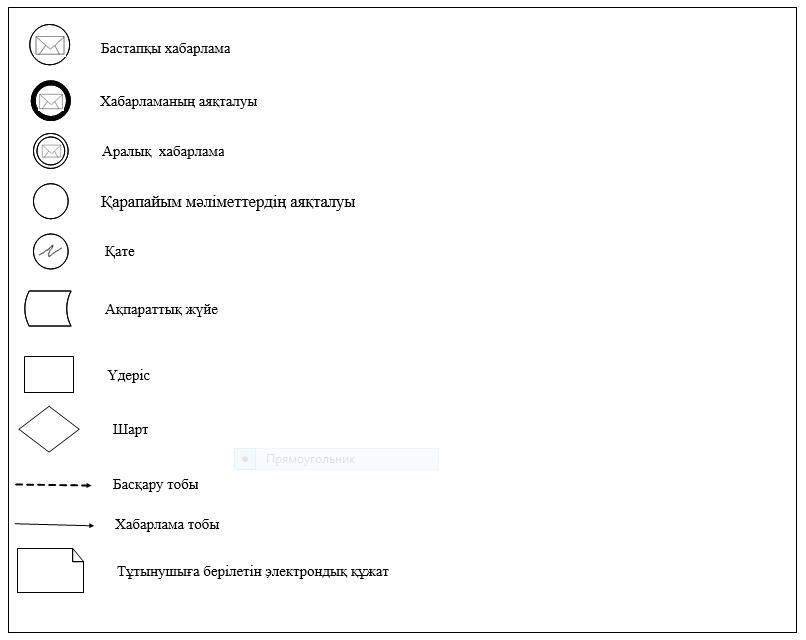 Бастапқы хабарлама
Хабарламаның аяқталуы
Аралық хабарлама
Қарапайым мәліметтердің аяқталуы
Қате
Ақпараттық жүйе
Үдеріс
Шарт
Прямоугольник
Басқару тобы
Хабарлама тобы
Тұтынушыға берілетін электрондық құжат